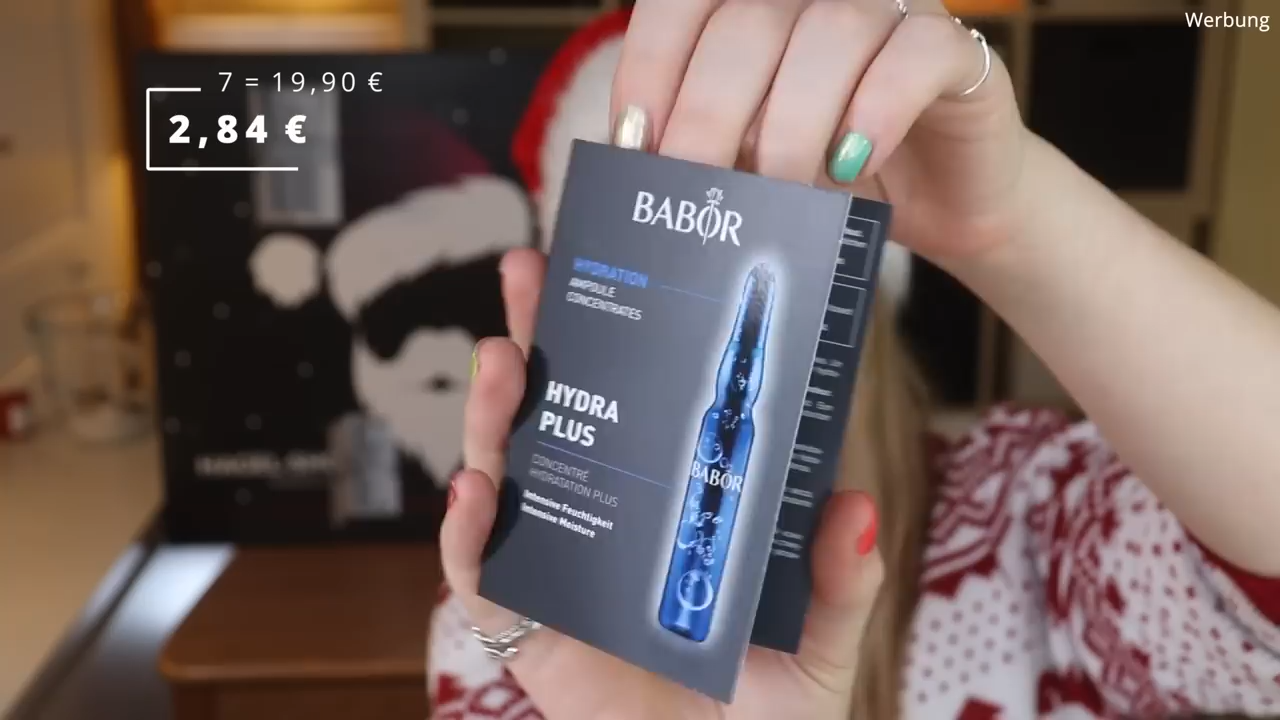 Werbung
7 = 19,90 €
2,84 €
BABOR
HYDRATION
AMPOULE
CONCENTRATES
HYDRA
PLUS
CONCENTRÉ
HYDRATATION PLUS
Intensive Feuchtigkeit
Intensive Moisture
BABOR